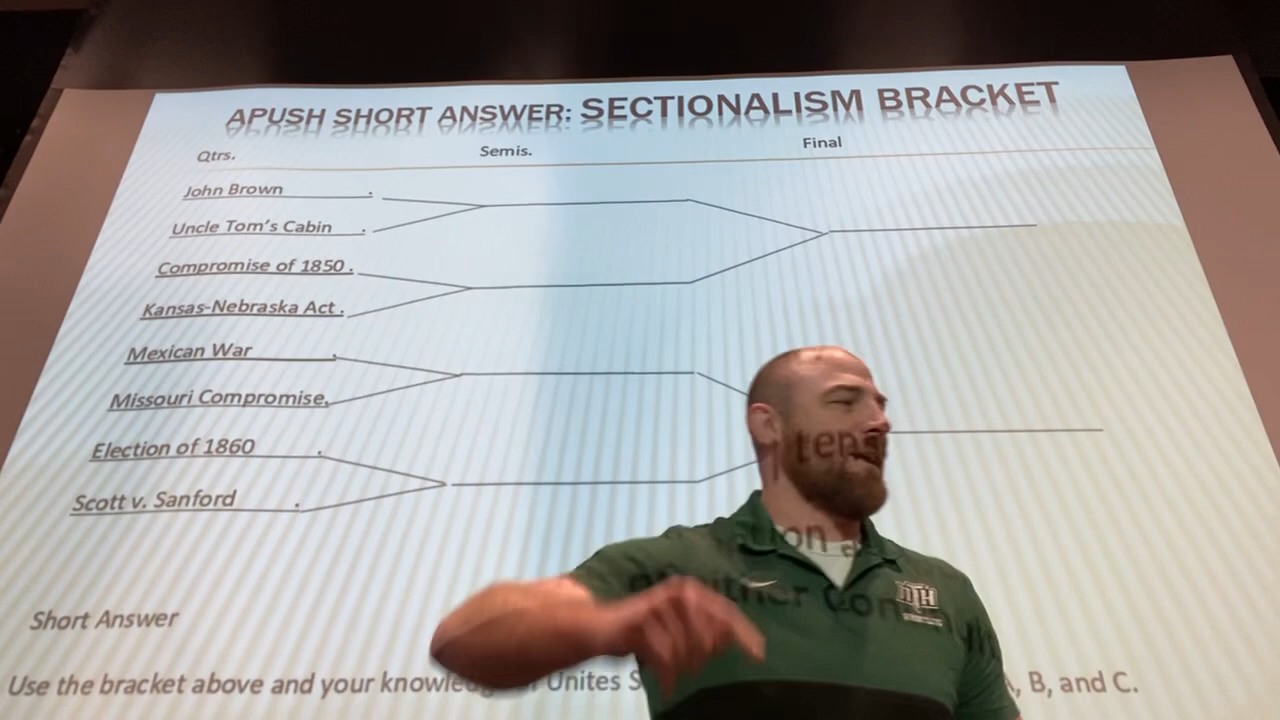 APUSH SHORT ANSWER: SECTIONALISM BRACKET
Qtrs. Semis. Final
John Brown .
Uncle Tom's Cabin .
Compromise of 1850 .
Kansas-Nebraska Act .
Mexican War .
Missouri Compromise.
Election of 1860 .
Scott v. Sanford .
Short Answer
Use the bracket above and your Unites , B, and C.